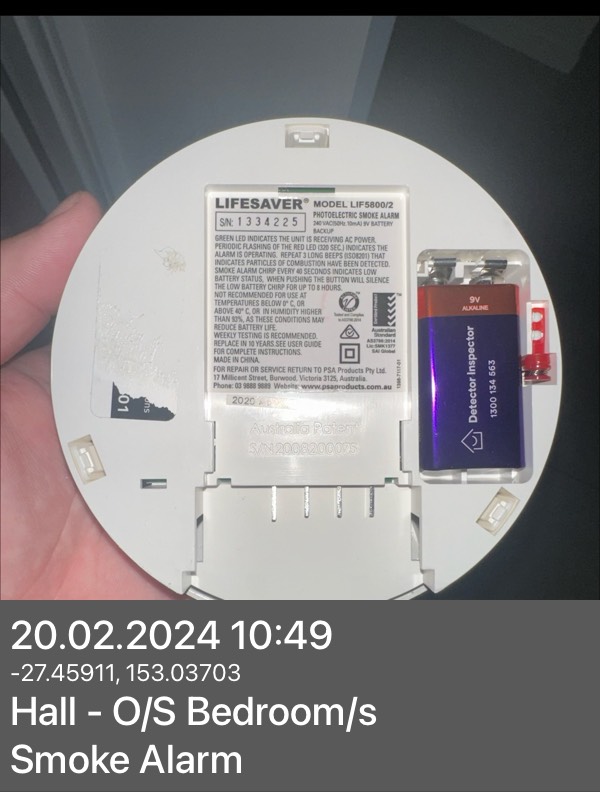 LIFESAVER® MODEL LIF5800/2
S/N: 1334225
PHOTOELECTRIC SMOKE ALARM
240 VAC(50Hz. 10mA) 9V BATTERY
BACKUP
GREEN LED INDICATES THE UNIT IS RECEIVING AC POWER.
PERIODIC FLASHING OF THE RED LED (320 SEC.) INDICATES THE
ALARM IS OPERATING. REPEAT 3 LONG BEEPS (ISO8201) THAT
INDICATES PARTICLES OF COMBUSTION HAVE BEEN DETECTED.
SMOKE ALARM CHIRP EVERY 40 SECONDS INDICATES LOW
BATTERY STATUS, WHEN PUSHING THE BUTTON WILL SILENCE
THE LOW BATTERY CHIRP FOR UP TO 8 HOURS.
NOT RECOMMENDED FOR USE AT
TEMPERATURES BELOW 0° C, OR
ABOVE 40° C, OR IN HUMIDITY HIGHER
THAN 93%, AS THESE CONDITIONS MAY
REDUCE BATTERY LIFE.
WEEKLY TESTING IS RECOMMENDED.
REPLACE IN 10 YEARS.SEE USER GUIDE
FOR COMPLETE INSTRUCTIONS.
MADE IN CHINA.
Australian
Standard
AS3786:2014
SAI Global
FOR REPAIR OR SERVICE RETURN TO PSA Products Pty Ltd.
17 Millicent Street, Burwood, Victoria 3125, Australia.
Phone: 03 9888 9889 Website: www.psaproducts.com.au
2020
Australia Patent
01
9V
ALKALINE
Detector Inspector
1300 134 563
20.02.2024 10:49
-27.45911, 153.03703
Hall - O/S Bedroom/s
Smoke Alarm